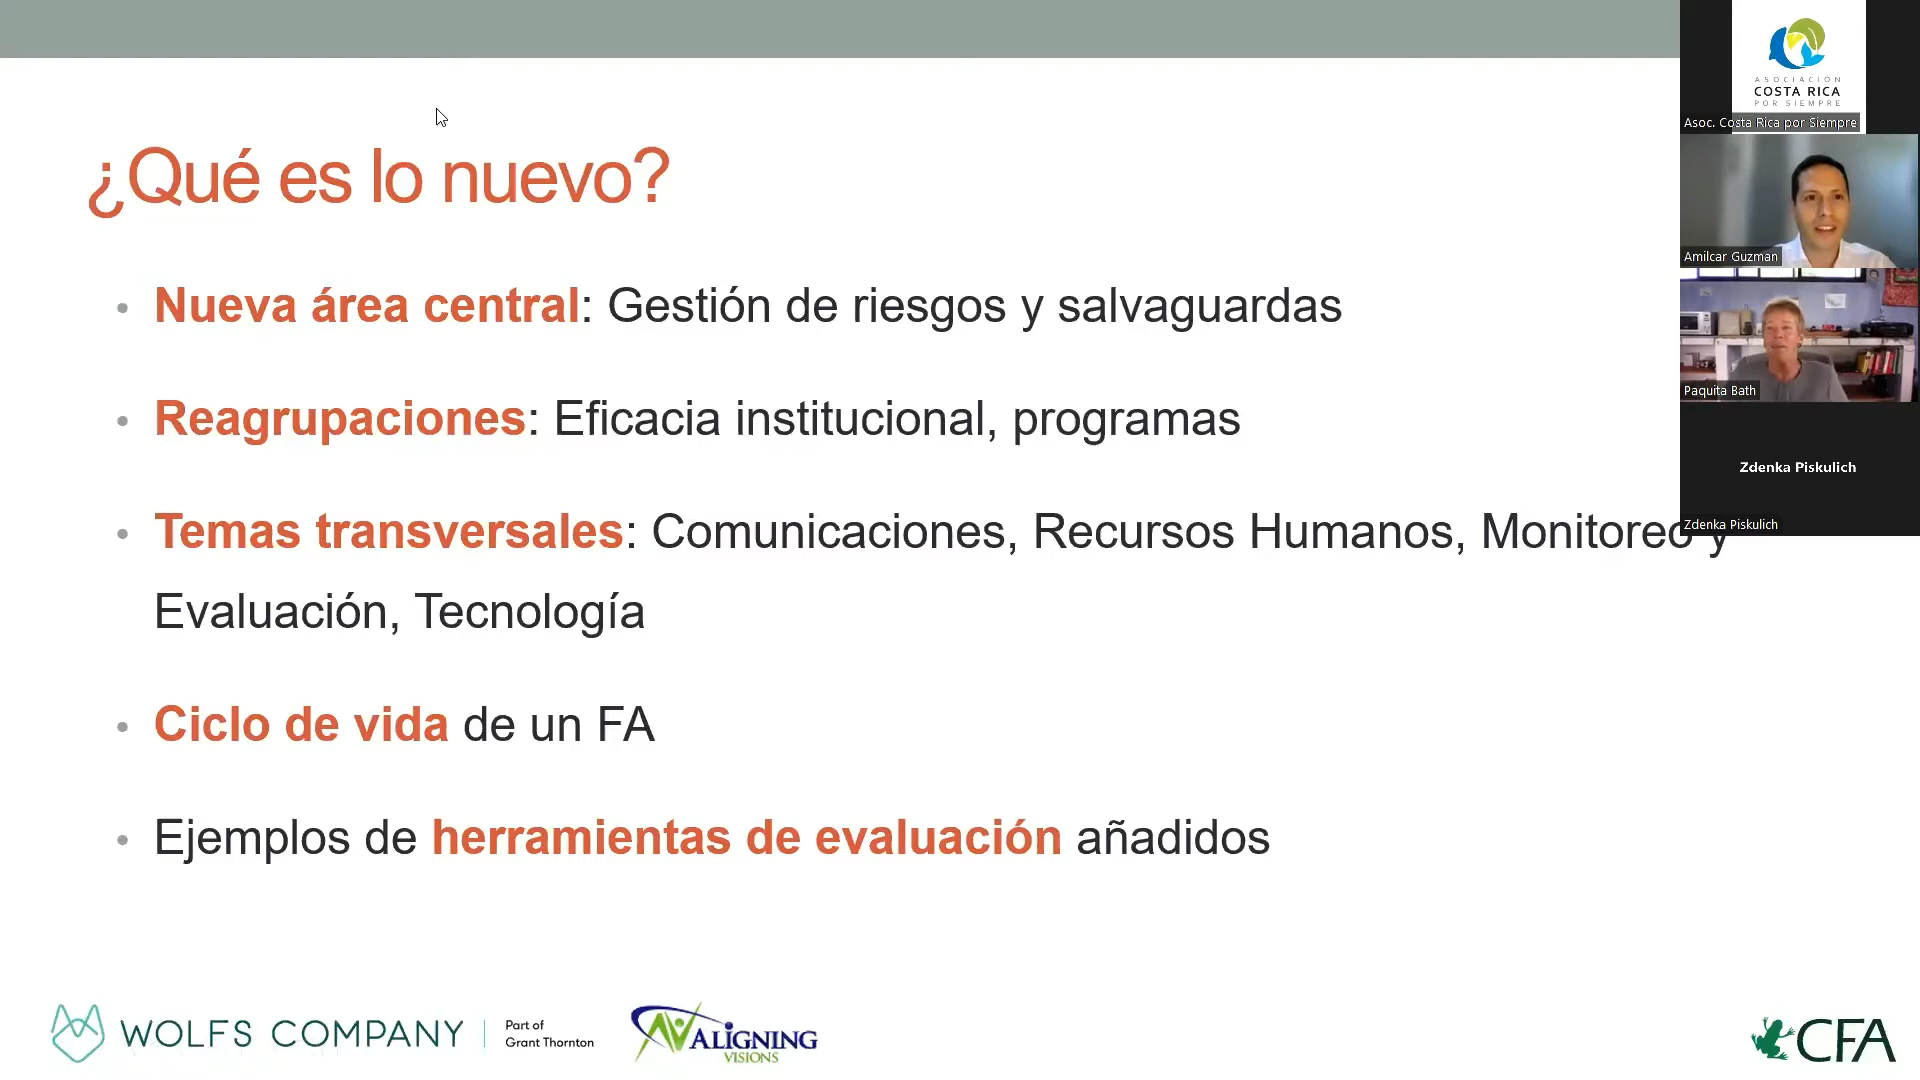 ¿Qué es lo nuevo?
• Nueva área central: Gestión de riesgos y salvaguardas
• Reagrupaciones: Eficacia institucional, programas
• Temas transversales: Comunicaciones, Recursos Humanos, Monitoreo y
Evaluación, Tecnología
• Ciclo de vida de un FA
• Ejemplos de herramientas de evaluación añadidos
WOLFS COMPANY
Part of
Grant Thornton
ALIGNING
VISIONS
CFA
ASOCIACIÓN
COSTA RICA
POR SIEMPRE
Asoc. Costa Rica por Siempre
Amilcar Guzman
Paquita Bath
Zdenka Piskulich
Zdenka Piskulich